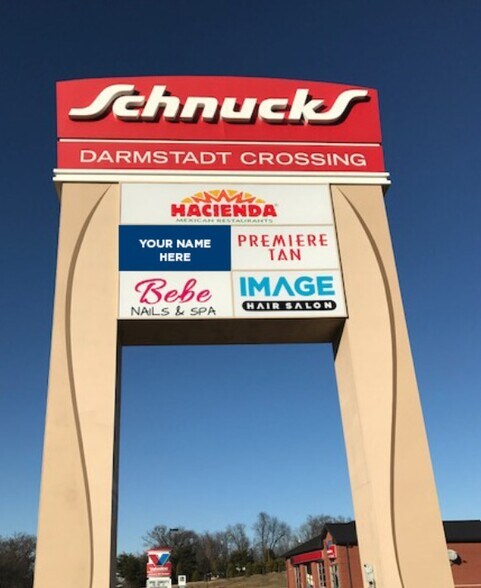 Schnucks
DARMSTADT CROSSING
HACIENDA
MEXICAN RESTAURANTS
YOUR NAME
HERE
PREMIERE
TAN
Bebe
NAILS & SPA
IMAGE
HAIR SALON